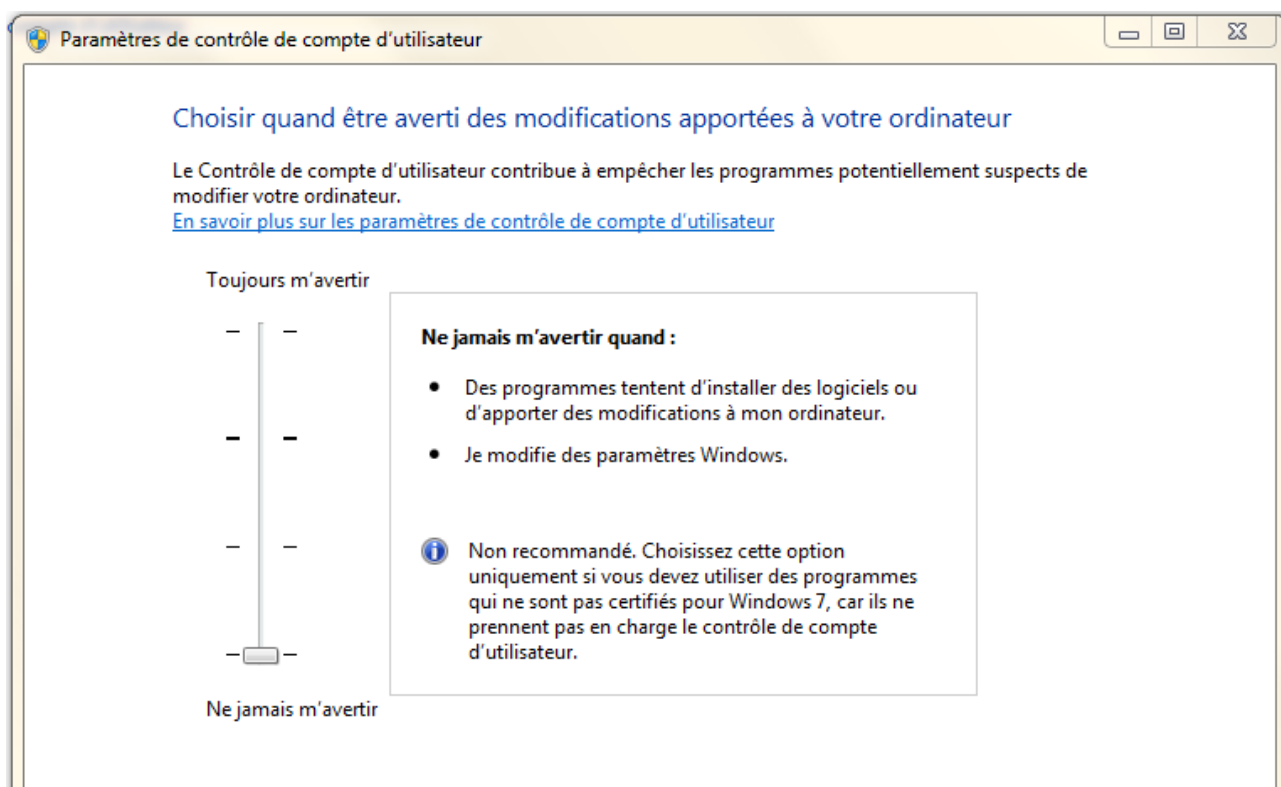 Paramètres de contrôle de compte d'utilisateur
Choisir quand être averti des modifications apportées à votre ordinateur
Le Contrôle de compte d'utilisateur contribue à empêcher les programmes potentiellement suspects de
modifier votre ordinateur.
En savoir plus sur les paramètres de contrôle de compte d'utilisateur
Toujours m'avertir
Ne jamais m'avertir quand :
Des programmes tentent d'installer des logiciels ou
d'apporter des modifications à mon ordinateur.
Je modifie des paramètres Windows.
Non recommandé. Choisissez cette option
uniquement si vous devez utiliser des programmes
qui ne sont pas certifiés pour Windows 7, car ils ne
prennent pas en charge le contrôle de compte
d'utilisateur.
Ne jamais m'avertir